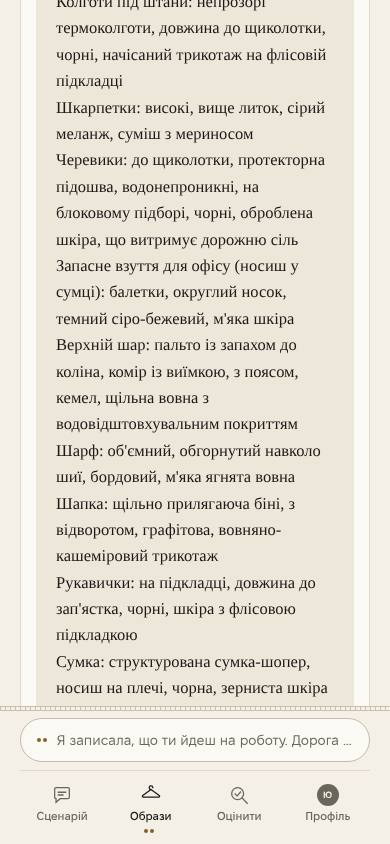 Колготи під штани: непрозорі
термоколготи, довжина до щиколотки,
чорні, начісаний трикотаж на флісовій
підкладці
Шкарпетки: високі, вище литок, сірий
меланж, суміш з мериносом
Черевики: до щиколотки, протекторна
підошва, водонепроникні, на
блоковому підборі, чорні, оброблена
шкіра, що витримує дорожню сіль
Запасне взуття для офісу (носиш у
сумці): балетки, округлий носок,
темний сіро-бежевий, м'яка шкіра
Верхній шар: пальто із запахом до
коліна, комір із виїмкою, з поясом,
кемел, щільна вовна з
водовідштовхувальним покриттям
Шарф: об'ємний, обгорнутий навколо
шиї, бордовий, м'яка ягнята вовна
Шапка: щільно прилягаюча біні, з
відворотом, графітова, вовняно-
кашеміровий трикотаж
Рукавички: на підкладці, довжина до
зап'ястка, чорні, шкіра з флісовою
підкладкою
Сумка: структурована сумка-шопер,
носиш на плечі, чорна, зерниста шкіра
Я записала, що ти йдеш на роботу. Дорога ...
Сценарій
Образи
Оцінити
Ю
Профіль